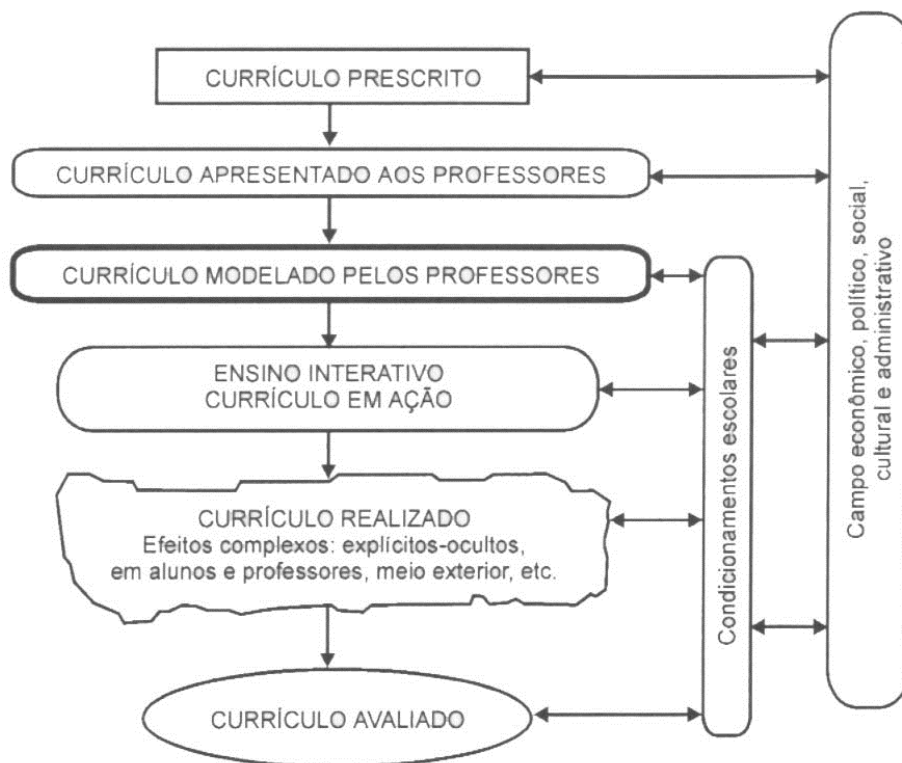 CURRÍCULO PRESCRITO
CURRÍCULO APRESENTADO AOS PROFESSORES
CURRÍCULO MODELADO PELOS PROFESSORES
ENSINO INTERATIVO
CURRÍCULO EM AÇÃO
CURRÍCULO REALIZADO
Efeitos complexos: explícitos-ocultos,
em alunos e professores, meio exterior, etc.
CURRÍCULO AVALIADO
Condicionamentos escolares
Campo econômico, político, social,
cultural e administrativo